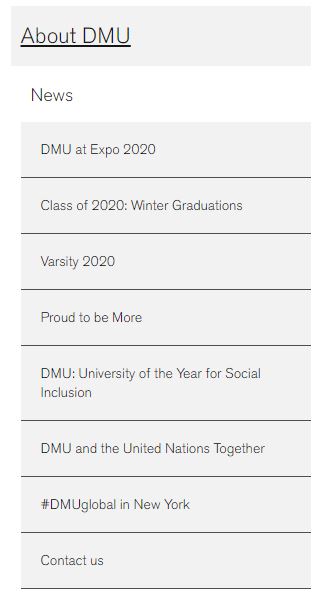 About DMU
News
DMU at Expo 2020
Class of 2020: Winter Graduations
Varsity 2020
Proud to be More
DMU: University of the Year for Social
Inclusion
DMU and the United Nations Together
#DMUglobal in New York
Contact us